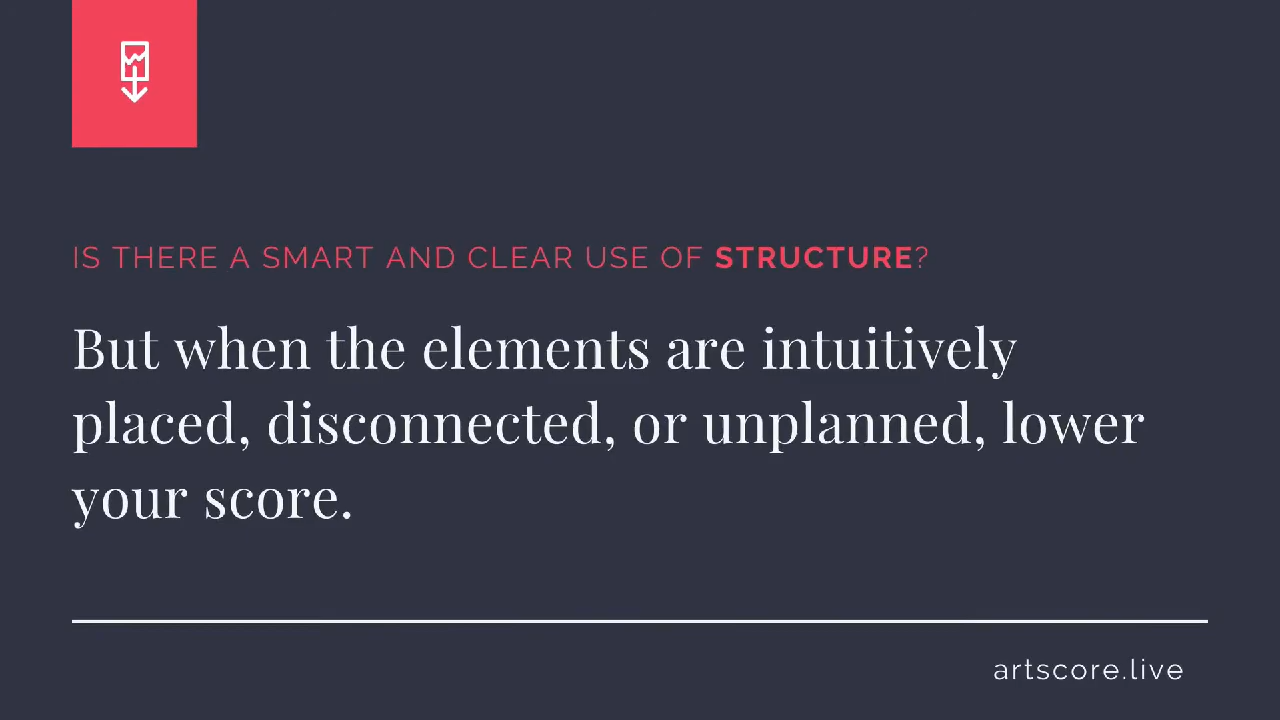 IS THERE A SMART AND CLEAR USE OF STRUCTURE?
But when the elements are intuitively
placed, disconnected, or unplanned, lower
your score.
artscore.live